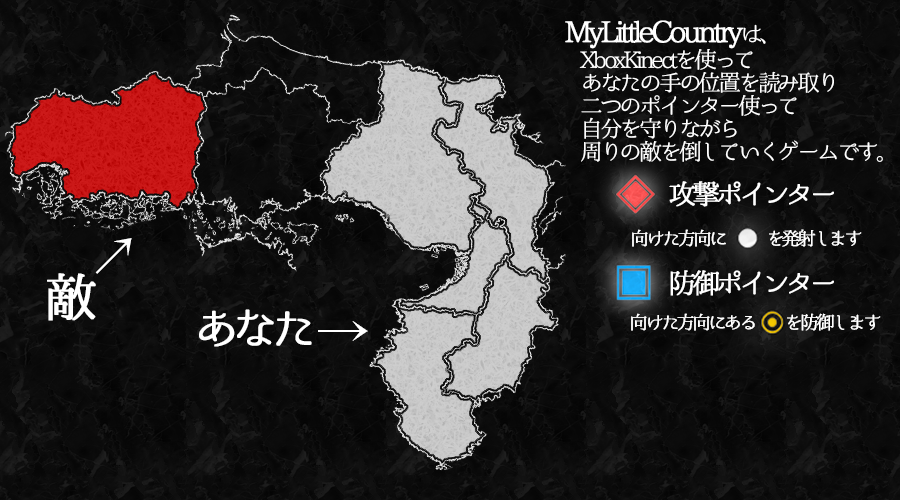 MyLittleCountryは、
XboxKinectを使って
あなたの手の位置を読み取り
二つのポインター使って
自分を守りながら
周りの敵を倒していくゲームです。
攻撃ポインター
向けた方向に を発射します
防御ポインター
向けた方向にある を防御します
敵
あなた→